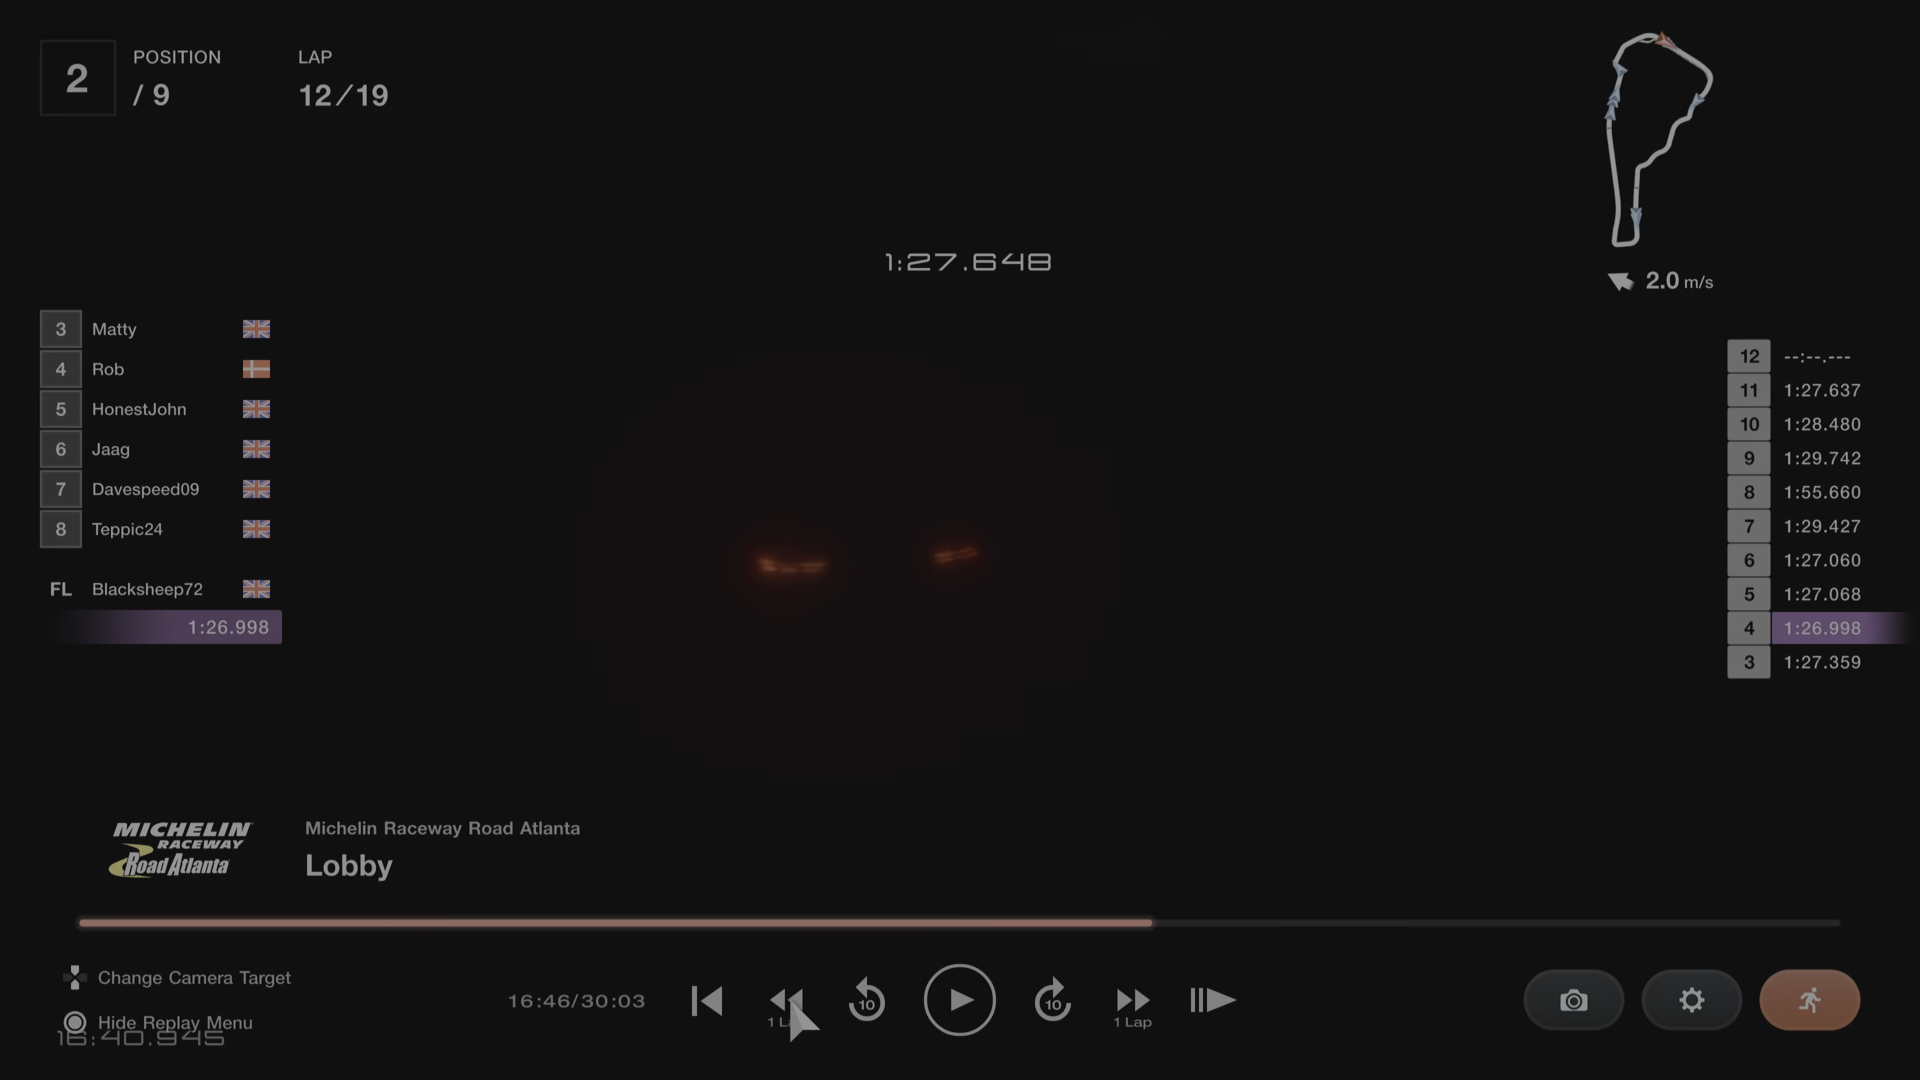 2
POSITION
/ 9
LAP
12/19
1:27.648
2.0 m/s
3 Matty
4 Rob
5 HonestJohn
6 Jaag
7 Davespeed09
8 Teppic24
FL Blacksheep72
1:26.998
12 --:--.---
11 1:27.637
10 1:28.480
9 1:29.742
8 1:55.660
7 1:29.427
6 1:27.060
5 1:27.068
4 1:26.998
3 1:27.359
MICHELIN
RACEWAY
Road Atlanta
Michelin Raceway Road Atlanta
Lobby
Change Camera Target
Hide Replay Menu
16:40.945
16:46/30:03
10
10
1 Lap